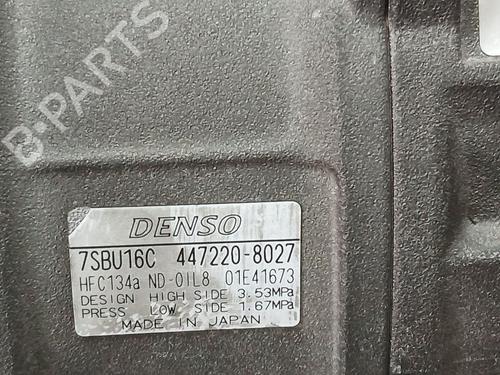 B-PARTS
DENSO
7SBU16C 447220-8027
HFC134a ND-OIL8 01E41673
DESIGN HIGH SIDE 3.53MPa
PRESS LOW SIDE 1.67MPa
MADE IN JAPAN